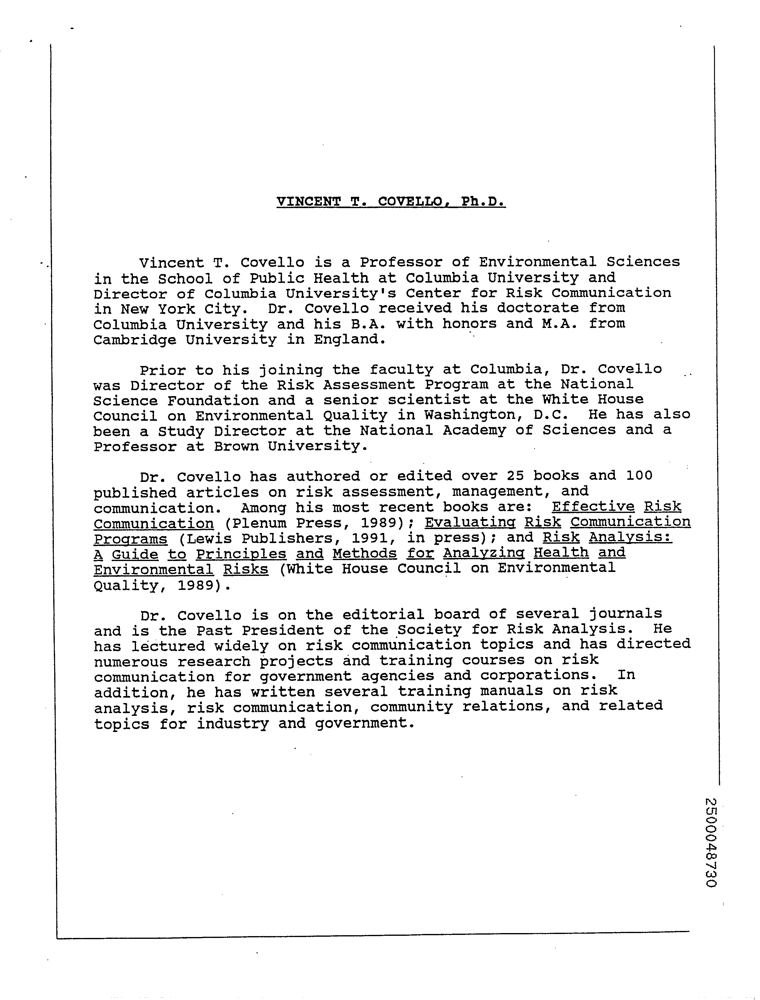 VINCENT T. COVELLO, Ph.D.
Vincent T. Covello is a Professor of Environmental Sciences
in the School of Public Health at Columbia University and
Director of Columbia University's Center for Risk Communication
in New York City. Dr. Covello received his doctorate from
Columbia University and his B.A. with honors and M.A. from
Cambridge University in England.
Prior to his joining the faculty at Columbia, Dr. Covello
was Director of the Risk Assessment Program at the National
Science Foundation and a senior scientist at the White House
Council on Environmental Quality in Washington, D.C. He has also
been a Study Director at the National Academy of Sciences and a
Professor at Brown University.
Dr. Covello has authored or edited over 25 books and 100
published articles on risk assessment, management, and
communication. Among his most recent books are: Effective Risk
Communication (Plenum Press, 1989); Evaluating Risk Communication
Programs (Lewis Publishers, 1991, in press); and Risk Analysis:
A Guide to Principles and Methods for Analyzing Health and
Environmental Risks (White House Council on Environmental
Quality, 1989).
Dr. Covello is on the editorial board of several journals
and is the Past President of the Society for Risk Analysis. He
has lectured widely on risk communication topics and has directed
numerous research projects and training courses on risk
communication for government agencies and corporations. In
addition, he has written several training manuals on risk
analysis, risk communication, community relations, and related
topics for industry and government.
2500048730